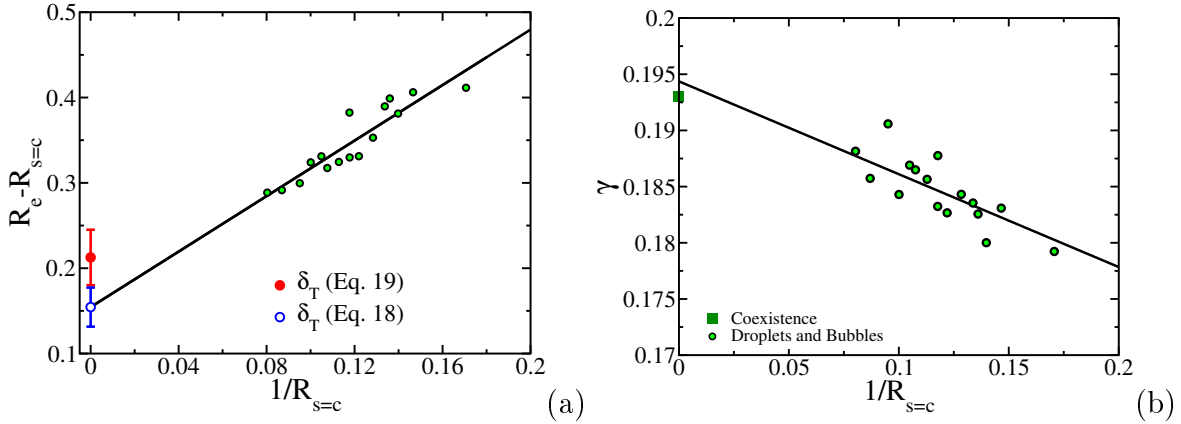 0.5
0.4
0.3
0.2
0.1
R_e-R_{s=c}
0 0.04 0.08 0.12 0.16 0.2
1/R_{s=c}
δ_T (Eq. 19)
δ_T (Eq. 18)
(a)
0.2
0.195
0.19
0.185
0.18
0.175
0.17
γ
0 0.05 0.1 0.15 0.2
1/R_{s=c}
Coexistence
Droplets and Bubbles
(b)